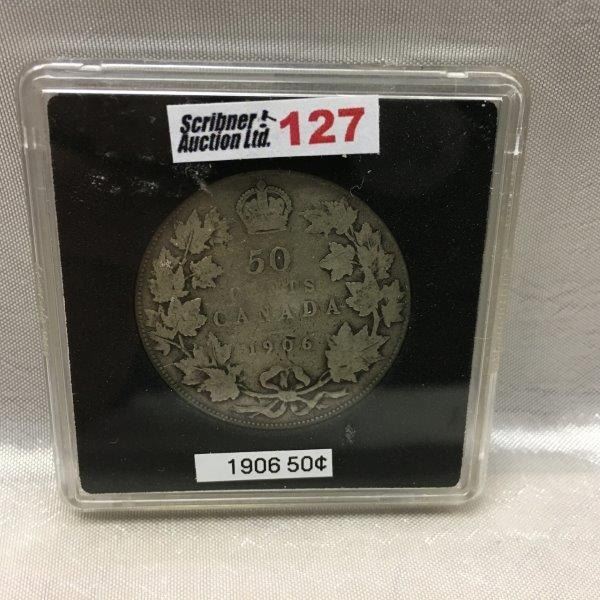 Scribner
Auction Ltd. 127
50
CENTS
CANADA
1906
1906 50¢